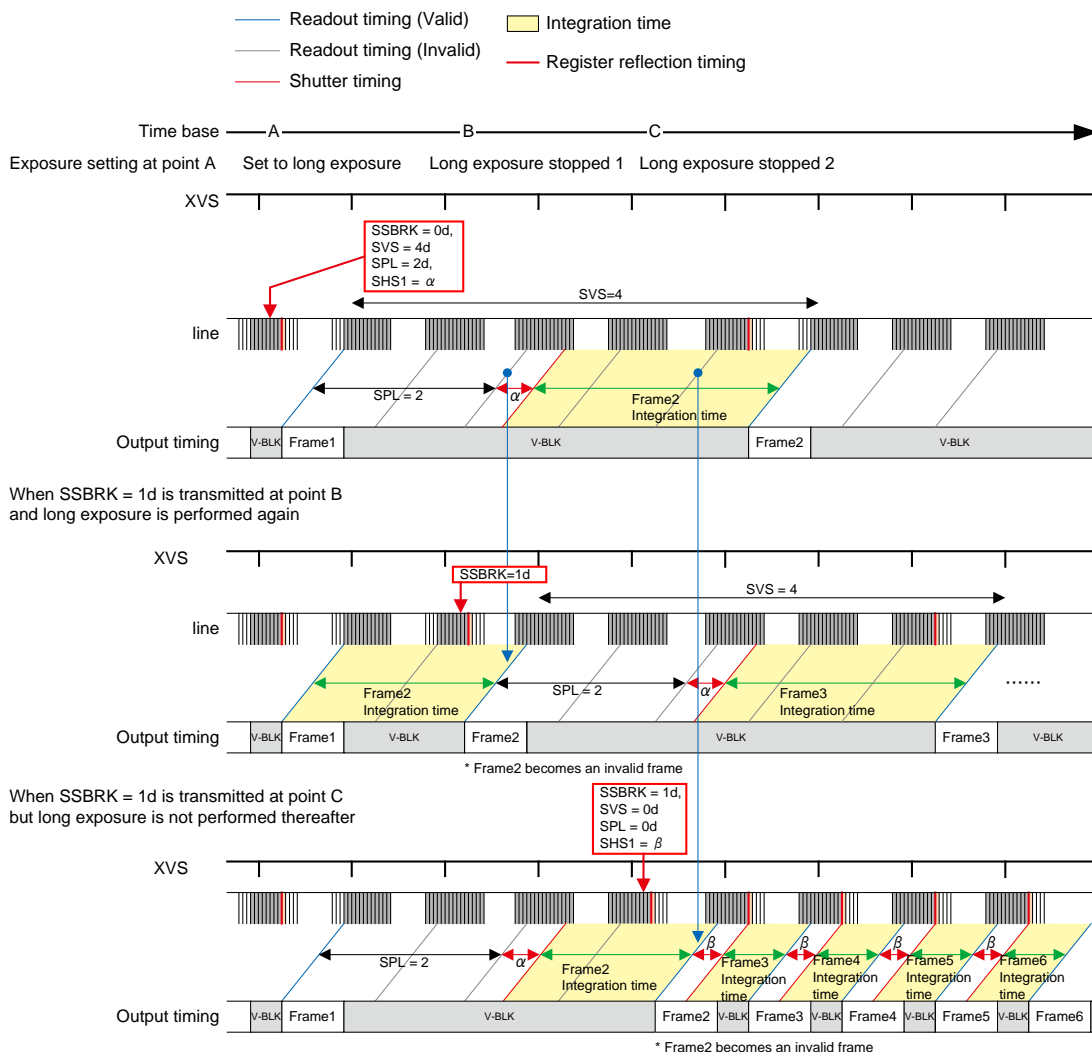 Readout timing (Valid)
Integration time
Readout timing (Invalid)
Register reflection timing
Shutter timing
Time base
A
B
C
Exposure setting at point A
Set to long exposure
Long exposure stopped 1
Long exposure stopped 2
XVS
SSBRK = 0d,
SVS = 4d
SPL = 2d,
SHS1 = α
SVS=4
line
SPL = 2
α
Frame2
Integration time
Output timing
V-BLK
Frame1
V-BLK
Frame2
V-BLK
When SSBRK = 1d is transmitted at point B
and long exposure is performed again
XVS
SSBRK=1d
SVS = 4
line
Frame2
Integration time
SPL = 2
α
Frame3
Integration time
......
Output timing
V-BLK
Frame1
V-BLK
Frame2
V-BLK
Frame3
V-BLK
* Frame2 becomes an invalid frame
When SSBRK = 1d is transmitted at point C
but long exposure is not performed thereafter
SSBRK = 1d,
SVS = 0d
SPL = 0d
SHS1 = β
XVS
line
SPL = 2
α
Frame2
Integration time
β
Frame3
Integration
time
β
Frame4
Integration
time
β
Frame5
Integration
time
β
Frame6
Integration
time
Output timing
V-BLK
Frame1
V-BLK
Frame2
V-BLK
Frame3
V-BLK
Frame4
V-BLK
Frame5
V-BLK
Frame6
* Frame2 becomes an invalid frame